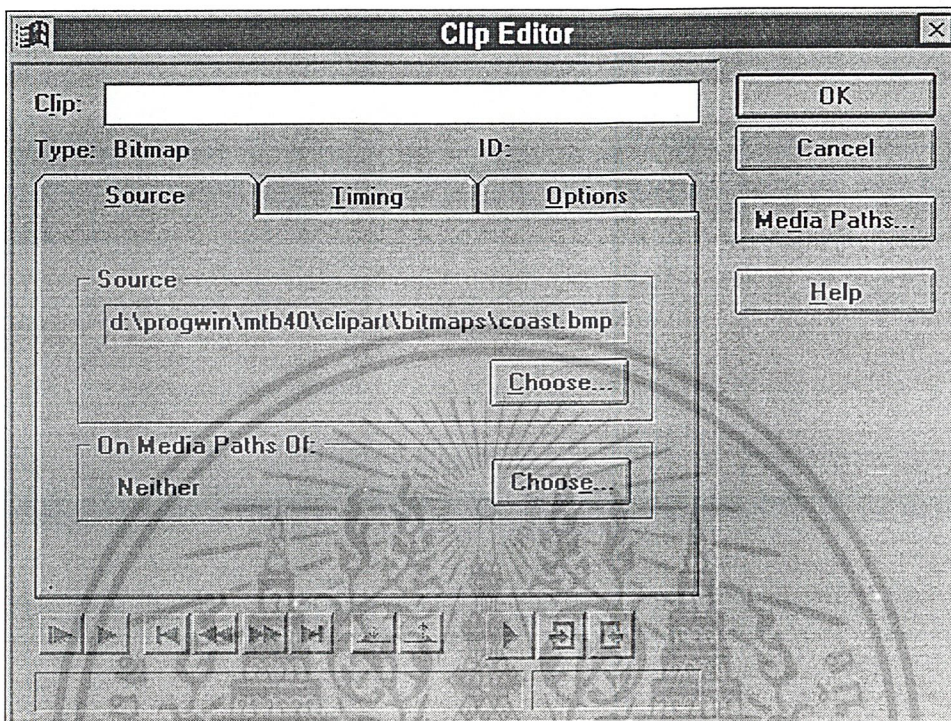 Clip Editor
Clip:
OK
Type: Bitmap ID:
Cancel
Source Timing Options
Media Paths...
Source
Help
d:\progwin\mtb40\clipart\bitmaps\coast.bmp
Choose...
On Media Paths Of:
Neither Choose...